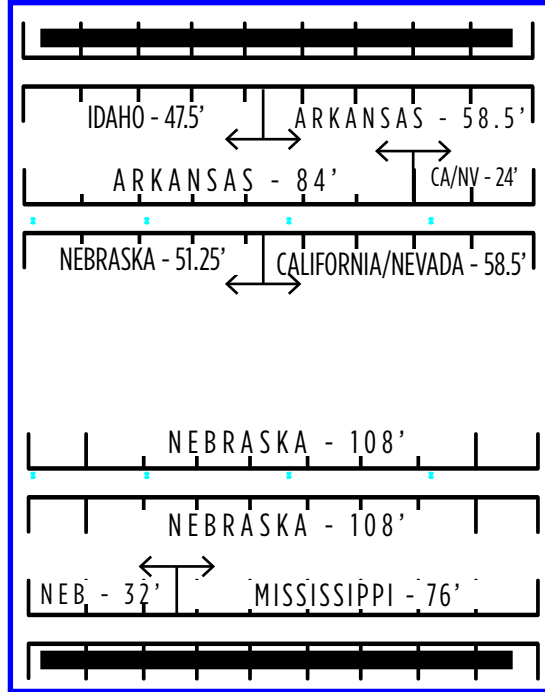 IDAHO - 47.5’ ARKANSAS - 58.5’
ARKANSAS - 84’ CA/NV - 24’
NEBRASKA - 51.25’ CALIFORNIA/NEVADA - 58.5’
NEBRASKA - 108’
NEBRASKA - 108’
NEB - 32’ MISSISSIPPI - 76’